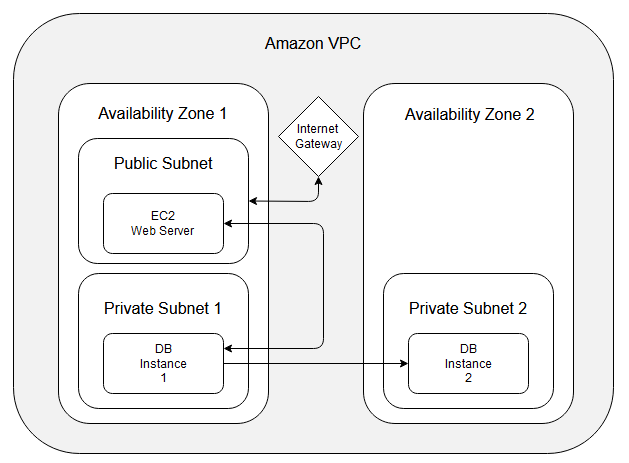 Amazon VPC
Availability Zone 1
Public Subnet
EC2
Web Server
Private Subnet 1
DB
Instance
1
Internet
Gateway
Availability Zone 2
Private Subnet 2
DB
Instance
2